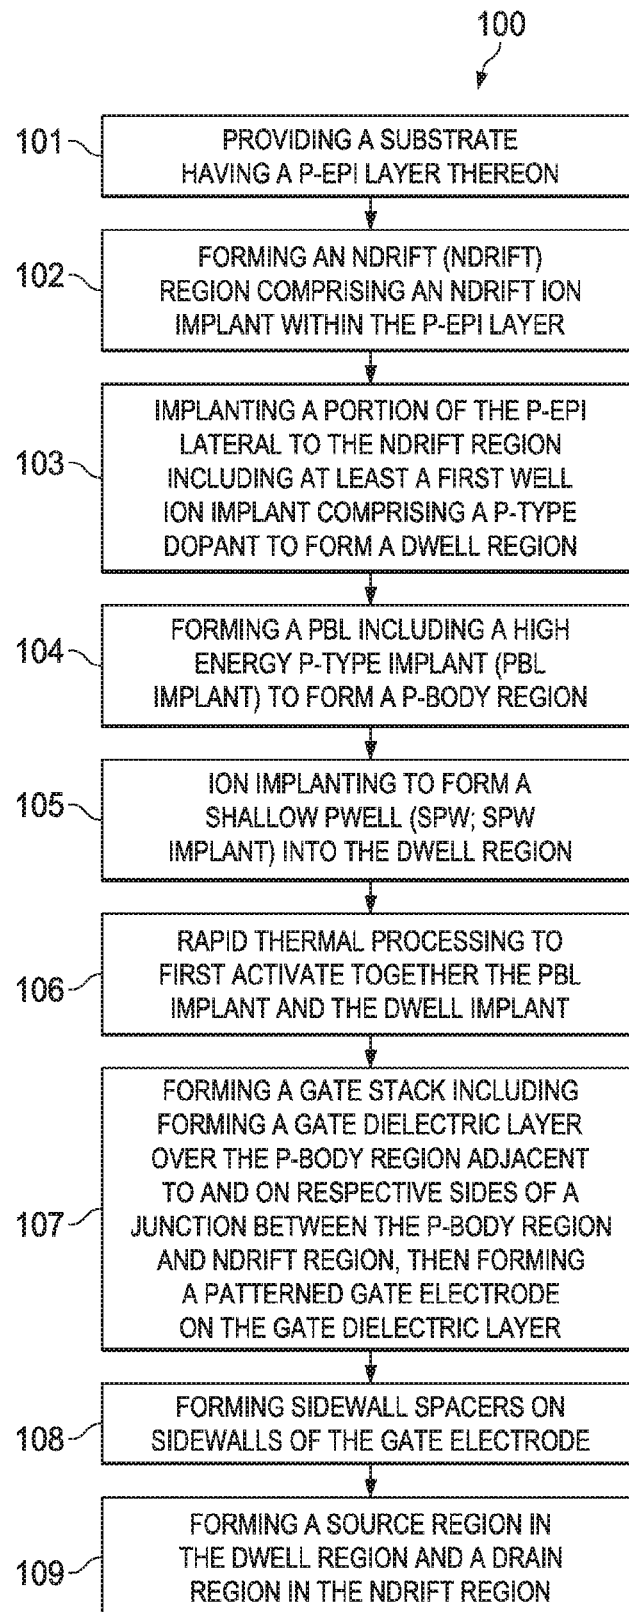 100
101
PROVIDING A SUBSTRATE
HAVING A P-EPI LAYER THEREON
102
FORMING AN NDRIFT (NDRIFT)
REGION COMPRISING AN NDRIFT ION
IMPLANT WITHIN THE P-EPI LAYER
103
IMPLANTING A PORTION OF THE P-EPI
LATERAL TO THE NDRIFT REGION
INCLUDING AT LEAST A FIRST WELL
ION IMPLANT COMPRISING A P-TYPE
DOPANT TO FORM A DWELL REGION
104
FORMING A PBL INCLUDING A HIGH
ENERGY P-TYPE IMPLANT (PBL
IMPLANT) TO FORM A P-BODY REGION
105
ION IMPLANTING TO FORM A
SHALLOW PWELL (SPW; SPW
IMPLANT) INTO THE DWELL REGION
106
RAPID THERMAL PROCESSING TO
FIRST ACTIVATE TOGETHER THE PBL
IMPLANT AND THE DWELL IMPLANT
107
FORMING A GATE STACK INCLUDING
FORMING A GATE DIELECTRIC LAYER
OVER THE P-BODY REGION ADJACENT
TO AND ON RESPECTIVE SIDES OF A
JUNCTION BETWEEN THE P-BODY REGION
AND NDRIFT REGION, THEN FORMING
A PATTERNED GATE ELECTRODE
ON THE GATE DIELECTRIC LAYER
108
FORMING SIDEWALL SPACERS ON
SIDEWALLS OF THE GATE ELECTRODE
109
FORMING A SOURCE REGION IN
THE DWELL REGION AND A DRAIN
REGION IN THE NDRIFT REGION